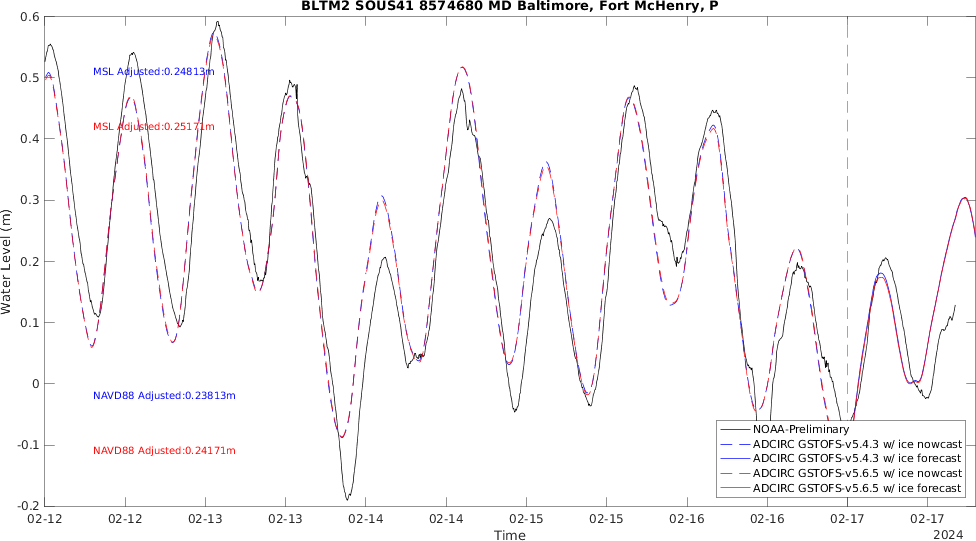 BLTM2 SOUS41 8574680 MD Baltimore, Fort McHenry, P
0.6
0.5
0.4
0.3
0.2
0.1
0
-0.1
-0.2
Water Level (m)
MSL Adjusted:0.24813m
MSL Adjusted:0.25171m
NAVD88 Adjusted:0.23813m
NAVD88 Adjusted:0.24171m
NOAA-Preliminary
ADCIRC GSTOFS-v5.4.3 w/ ice nowcast
ADCIRC GSTOFS-v5.4.3 w/ ice forecast
ADCIRC GSTOFS-v5.6.5 w/ ice nowcast
ADCIRC GSTOFS-v5.6.5 w/ ice forecast
02-12 02-12 02-13 02-13 02-14 02-14 02-15 02-15 02-16 02-16 02-17 02-17
Time
2024